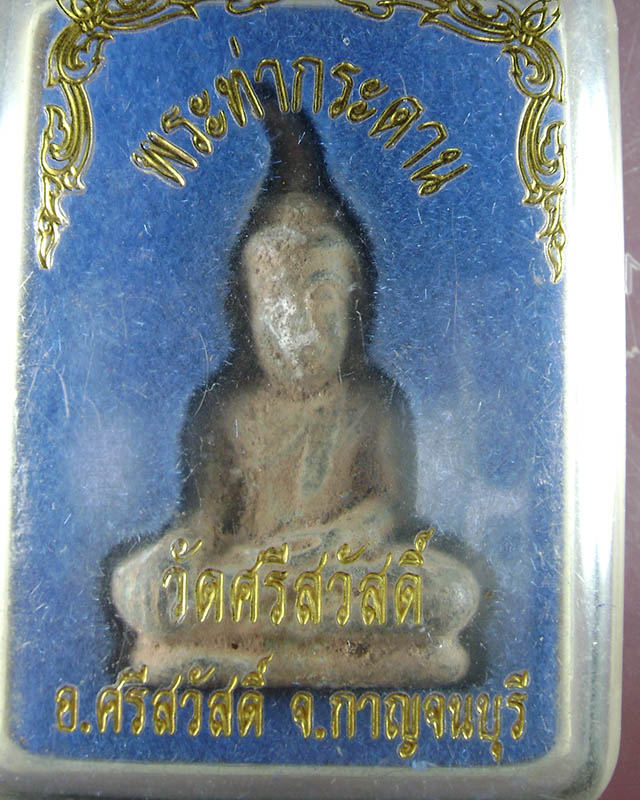 พระท่ากระดาน
วัดศรีสวัสดิ์
อ.ศรีสวัสดิ์ จ.กาญจนบุรี